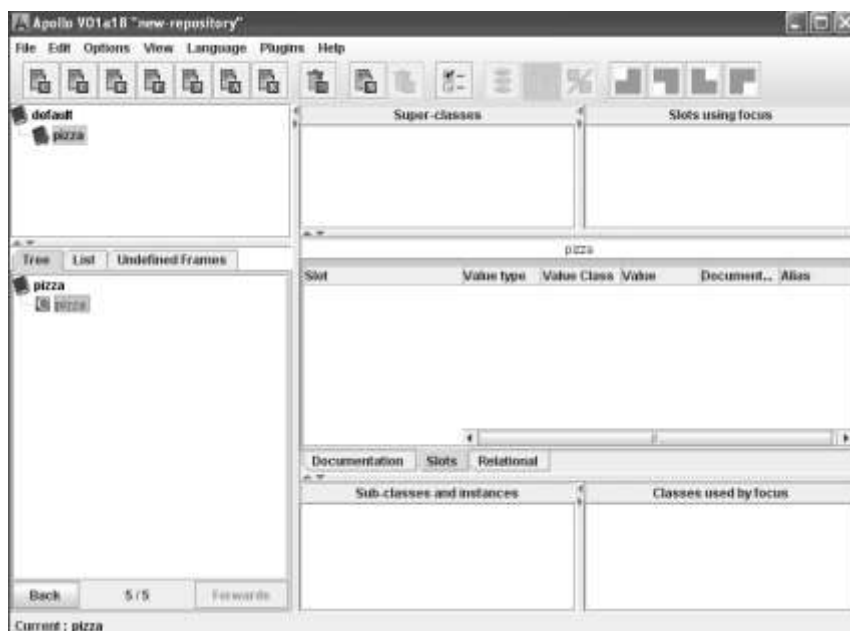 Apollo V01a18 "new-repository"
File Edit Options View Language Plugins Help
default
pizza
Super-classes
Slots using focus
Tree List Undefined Frames
pizza
pizza
pizza
Slot Value type Value Class Value Document... Alias
Documentation Slots Relational
Sub-classes and instances
Classes used by focus
Back 5 / 5 Forwards
Current : pizza